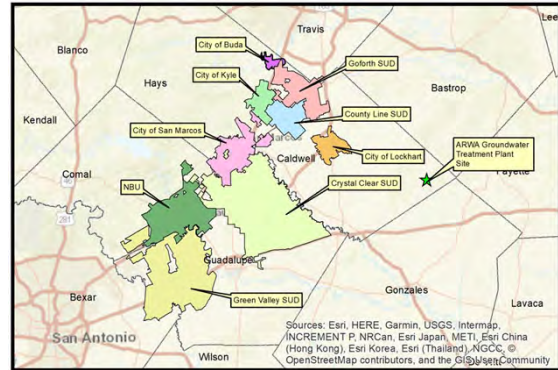 Travis
Lee
Blanco
City of Buda
Goforth SUD
Hays
City of Kyle
Bastrop
Kendall
County Line SUD
City of San Marcos
ARWA Groundwater
Treatment Plant
Site
Caldwell
City of Lockhart
Fayette
Comal
NBU
Crystal Clear SUD
281
Guadalupe
Bexar
Green Valley SUD
Gonzales
Lavaca
San Antonio
Wilson
Sources: Esri, HERE, Garmin, USGS, Intermap,
INCREMENT P, NRCan, Esri Japan, METI, Esri China
(Hong Kong), Esri Korea, Esri (Thailand), NGCC, ©
OpenStreetMap contributors, and the GIS User Community